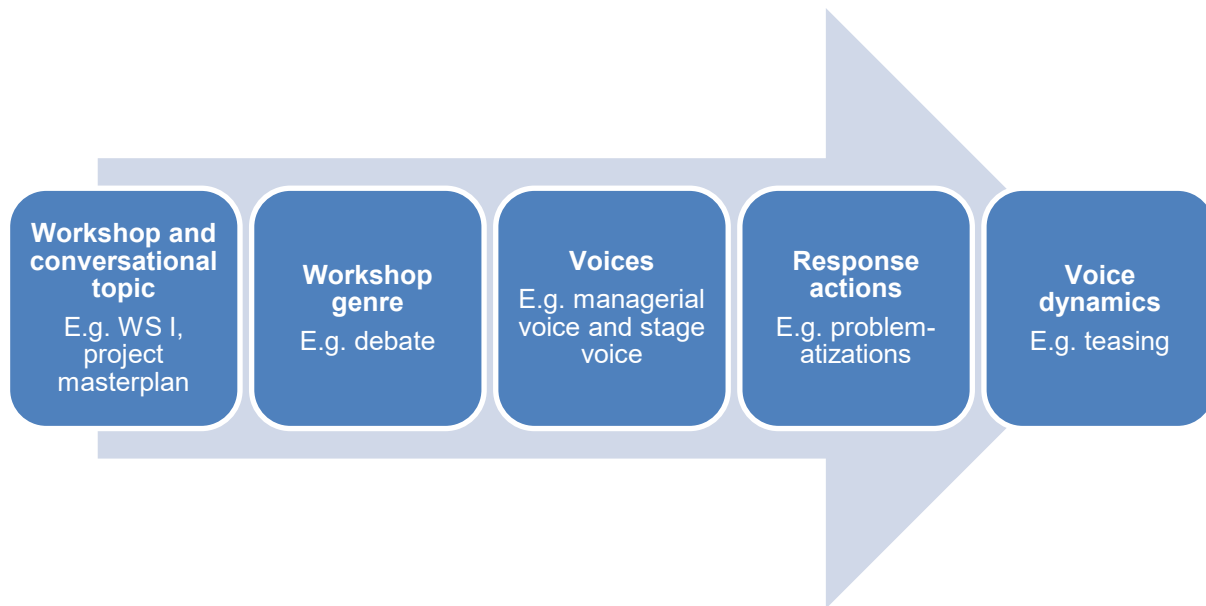 Workshop and
conversational
topic
E.g. WS I,
project
masterplan
Workshop
genre
E.g. debate
Voices
E.g. managerial
voice and stage
voice
Response
actions
E.g. problem-
atizations
Voice
dynamics
E.g. teasing